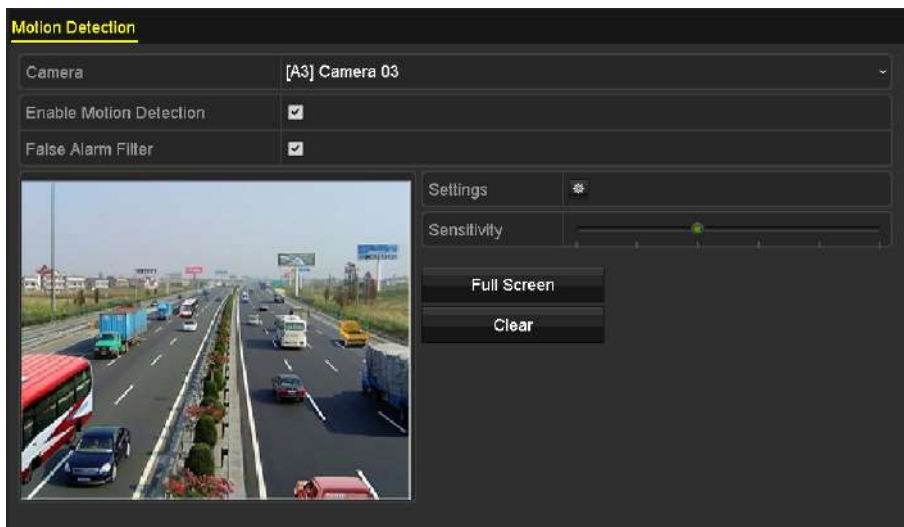 Motion Detection
Camera [A3] Camera 03
Enable Motion Detection
False Alarm Filter
Settings
Sensitivity
Full Screen
Clear